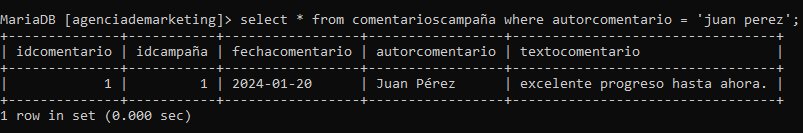 MariaDB [agenciademarketing]> select * from comentarioscampaña where autorcomentario = 'juan perez';
+--------------+-----------+-----------------+-----------------+----------------------------------+
| idcomentario | idcampaña | fechacomentario | autorcomentario | textocomentario                  |
+--------------+-----------+-----------------+-----------------+----------------------------------+
|            1 |         1 | 2024-01-20      | Juan Pérez      | excelente progreso hasta ahora. |
+--------------+-----------+-----------------+-----------------+----------------------------------+
1 row in set (0.000 sec)